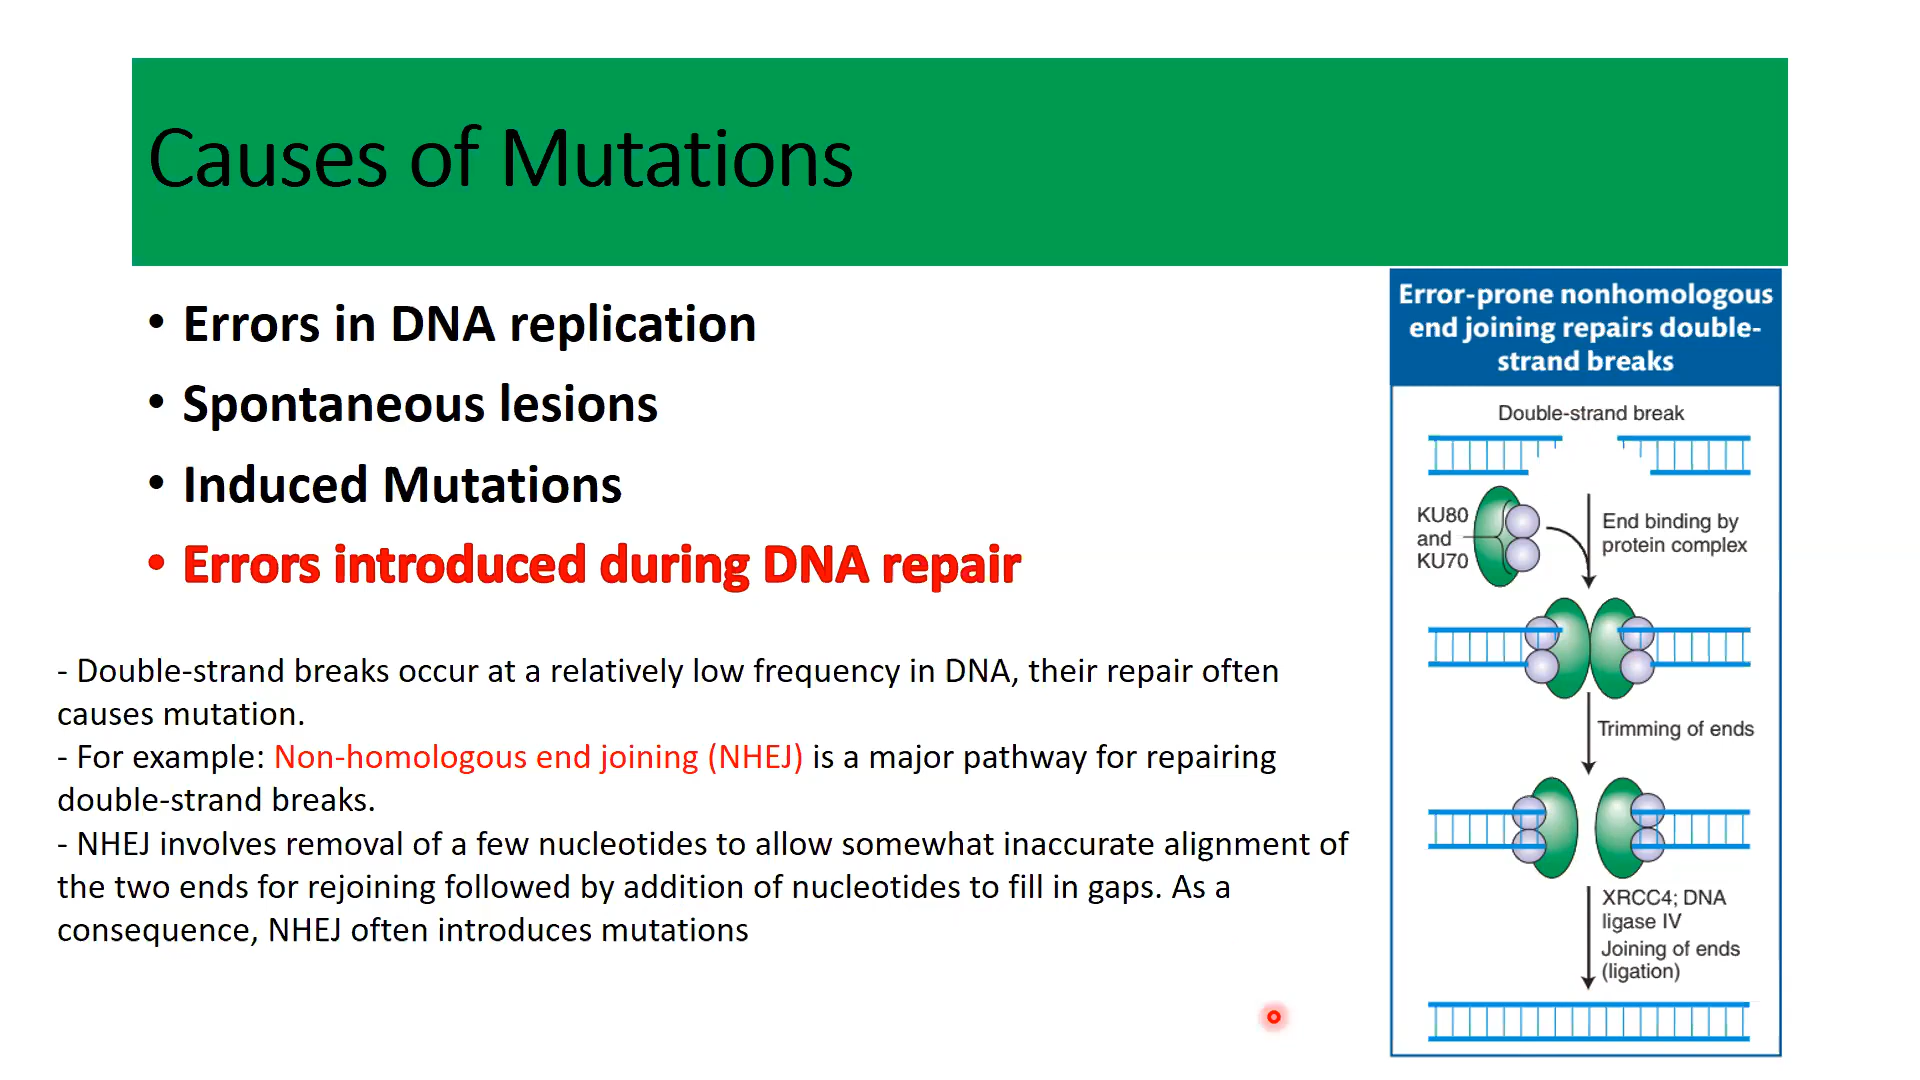 Causes of Mutations
• Errors in DNA replication
• Spontaneous lesions
• Induced Mutations
• Errors introduced during DNA repair
- Double-strand breaks occur at a relatively low frequency in DNA, their repair often
causes mutation.
- For example: Non-homologous end joining (NHEJ) is a major pathway for repairing
double-strand breaks.
- NHEJ involves removal of a few nucleotides to allow somewhat inaccurate alignment of
the two ends for rejoining followed by addition of nucleotides to fill in gaps. As a
consequence, NHEJ often introduces mutations
Error-prone nonhomologous
end joining repairs double-
strand breaks
Double-strand break
KU80
and
KU70
End binding by
protein complex
Trimming of ends
XRCC4; DNA
ligase IV
Joining of ends
(ligation)